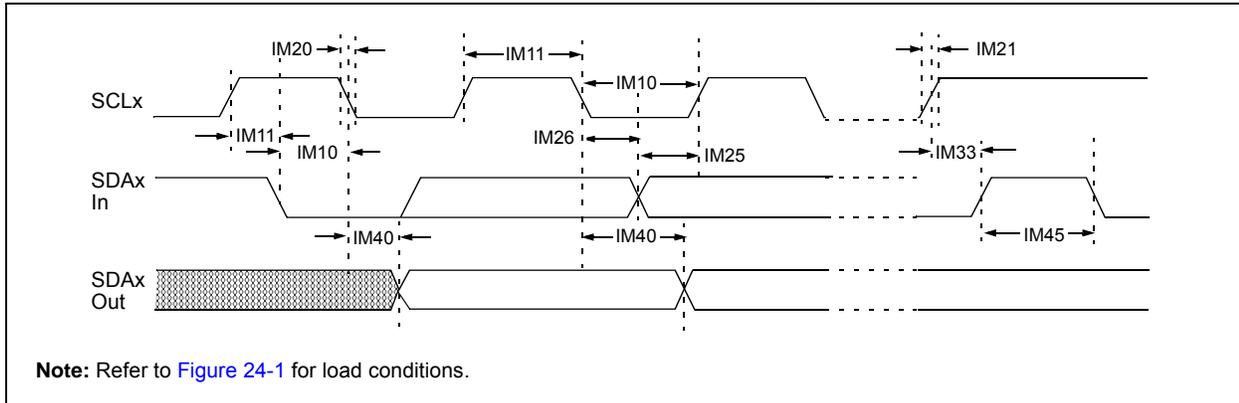 IM20
IM11
IM21
IM10
SCLx
IM11
IM26
IM10
IM25
IM33
SDAx
In
IM40
IM40
IM45
SDAx
Out
Note: Refer to Figure 24-1 for load conditions.